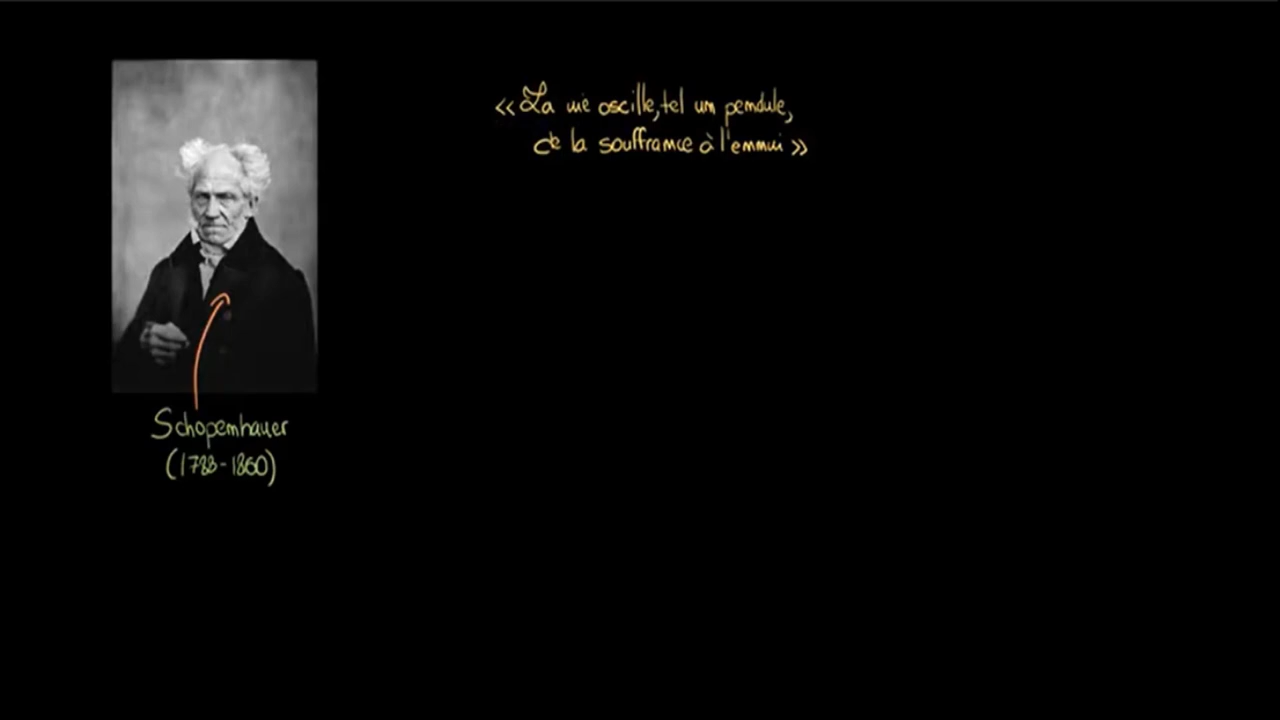 « La vie oscille, tel un pendule,
de la souffrance à l'ennui »
Schopenhauer
(1788-1860)